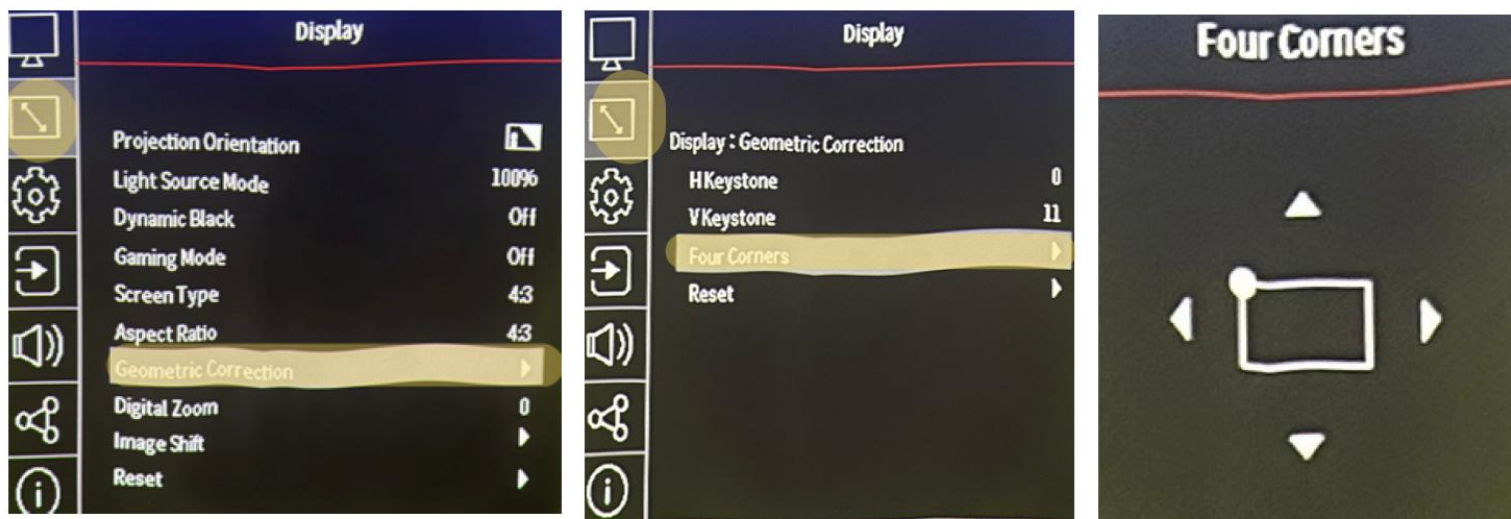 Display
Projection Orientation
Light Source Mode 100%
Dynamic Black Off
Gaming Mode Off
Screen Type 4:3
Aspect Ratio 4:3
Geometric Correction
Digital Zoom 0
Image Shift
Reset
Display
Display : Geometric Correction
H Keystone 0
V Keystone 11
Four Corners
Reset
Four Corners